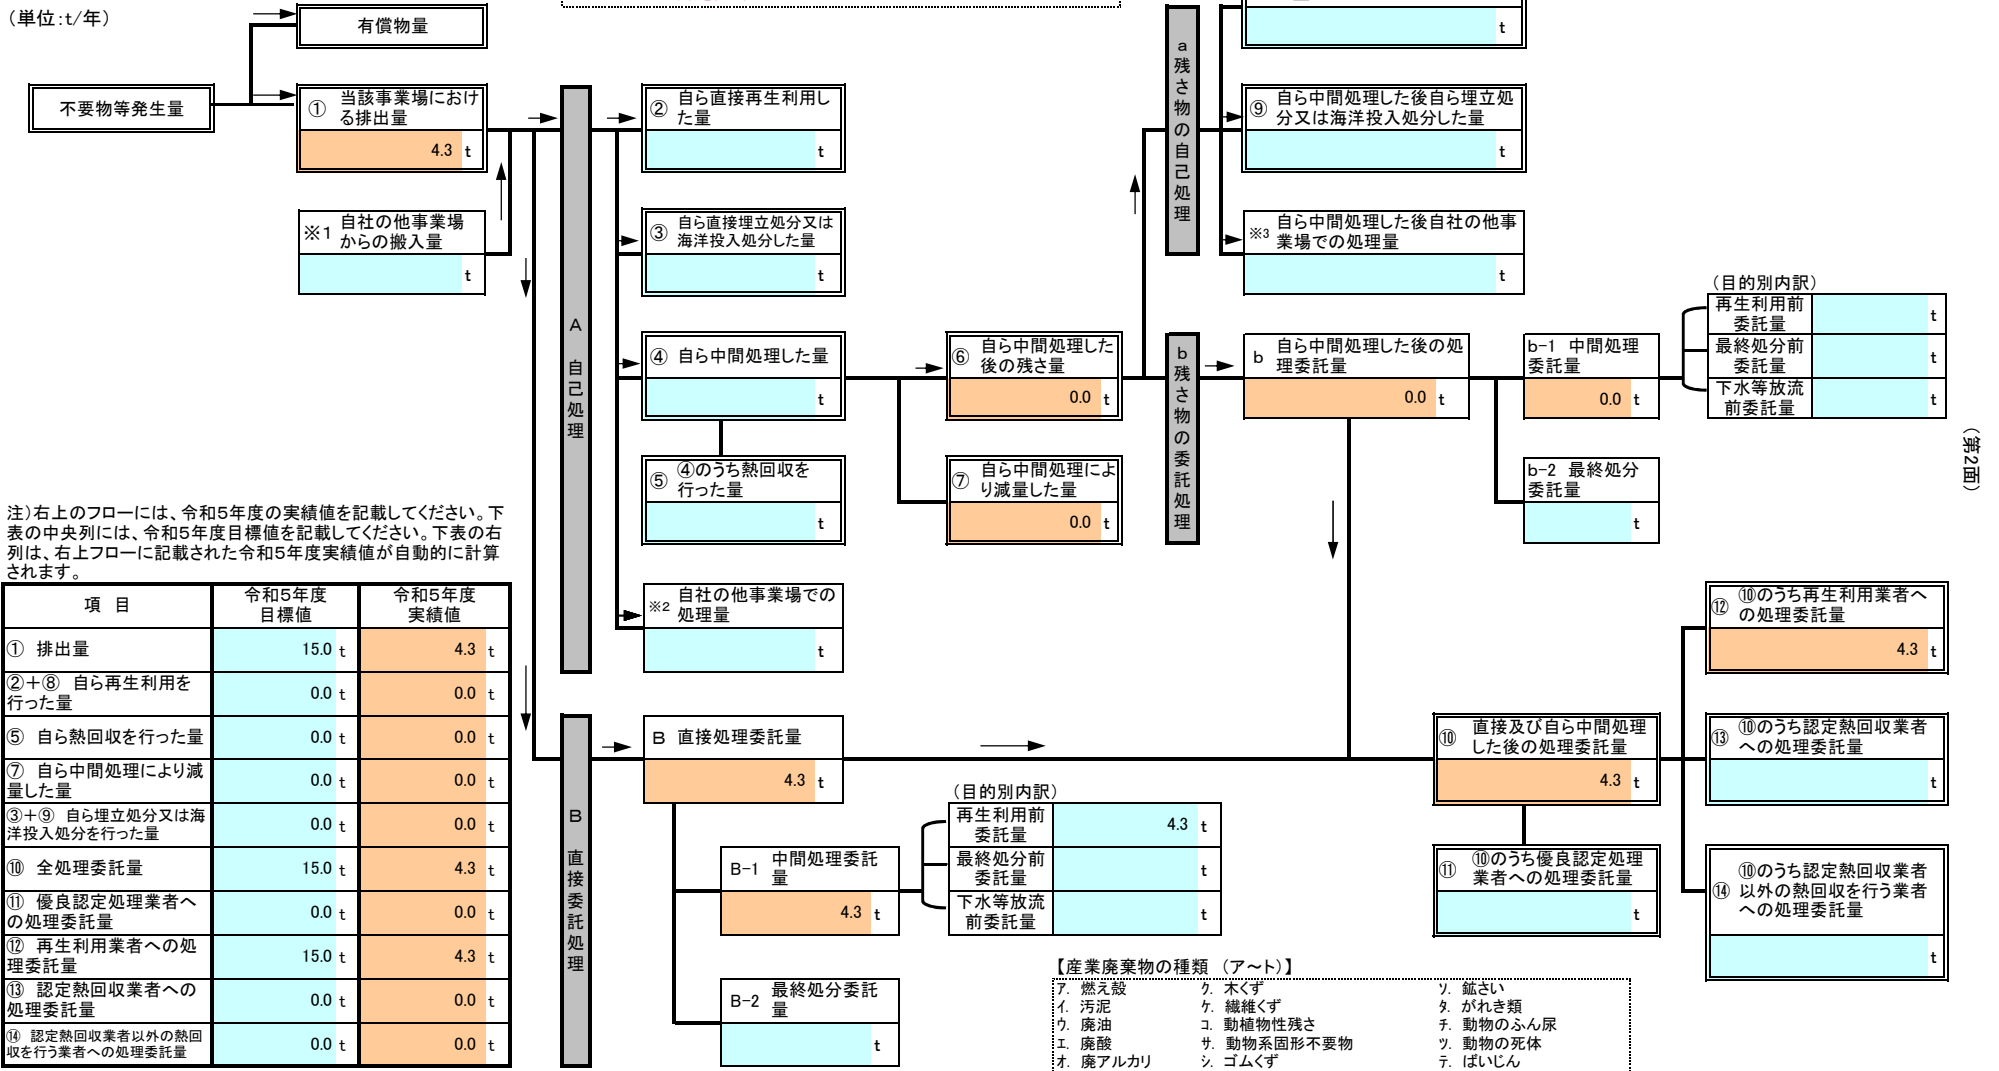 （単位：t/年）
有償物量
不要物等発生量
① 当該事業場におけ
る排出量
4.3 t
※1 自社の他事業場
からの搬入量
t
A 自己処理
② 自ら直接再生利用し
た量
t
③ 自ら直接埋立処分又は
海洋投入処分した量
t
④ 自ら中間処理した量
t
⑤ ④のうち熱回収を
行った量
t
※2 自社の他事業場での
処理量
t
⑥ 自ら中間処理した
後の残さ量
0.0 t
⑦ 自ら中間処理によ
り減量した量
0.0 t
a 残さ物の自己処理
t
⑨ 自ら中間処理した後自ら埋立処
分又は海洋投入処分した量
t
※3 自ら中間処理した後自社の他事
業場での処理量
t
b 残さ物の委託処理
b 自ら中間処理した後の処
理委託量
0.0 t
b-1 中間処理
委託量
0.0 t
b-2 最終処分
委託量
t
（目的別内訳）
再生利用前
委託量 t
最終処分前
委託量 t
下水等放流
前委託量 t
（第2面）
注）右上のフローには、令和5年度の実績値を記載してください。下
表の中央列には、令和5年度目標値を記載してください。下表の右
列は、右上フローに記載された令和5年度実績値が自動的に計算
されます。
項 目 令和5年度 目標値 令和5年度 実績値
① 排出量 15.0 t 4.3 t
②＋⑧ 自ら再生利用を
行った量 0.0 t 0.0 t
⑤ 自ら熱回収を行った量 0.0 t 0.0 t
⑦ 自ら中間処理により減
量した量 0.0 t 0.0 t
③＋⑨ 自ら埋立処分又は海
洋投入処分を行った量 0.0 t 0.0 t
⑩ 全処理委託量 15.0 t 4.3 t
⑪ 優良認定処理業者へ
の処理委託量 0.0 t 0.0 t
⑫ 再生利用業者への処
理委託量 15.0 t 4.3 t
⑬ 認定熱回収業者への
処理委託量 0.0 t 0.0 t
⑭ 認定熱回収業者以外の熱回
収を行う業者への処理委託量 0.0 t 0.0 t
B 直接委託処理
B 直接処理委託量
4.3 t
B-1 中間処理委託
量
4.3 t
B-2 最終処分委託
量
t
（目的別内訳）
再生利用前
委託量 4.3 t
最終処分前
委託量 t
下水等放流
前委託量 t
⑩ 直接及び自ら中間処理
した後の処理委託量
4.3 t
⑪ ⑩のうち優良認定処理
業者への処理委託量
t
⑫ ⑩のうち再生利用業者へ
の処理委託量
4.3 t
⑬ ⑩のうち認定熱回収業者
への処理委託量
t
⑭ ⑩のうち認定熱回収業者
以外の熱回収を行う業者
への処理委託量
t
【産業廃棄物の種類 （ア～ト）】
ア. 燃え殻 ク. 木くず ソ. 鉱さい
イ. 汚泥 ケ. 繊維くず タ. がれき類
ウ. 廃油 コ. 動植物性残さ チ. 動物のふん尿
エ. 廃酸 サ. 動物系固形不要物 ツ. 動物の死体
オ. 廃アルカリ シ. ゴムくず テ. ばいじん